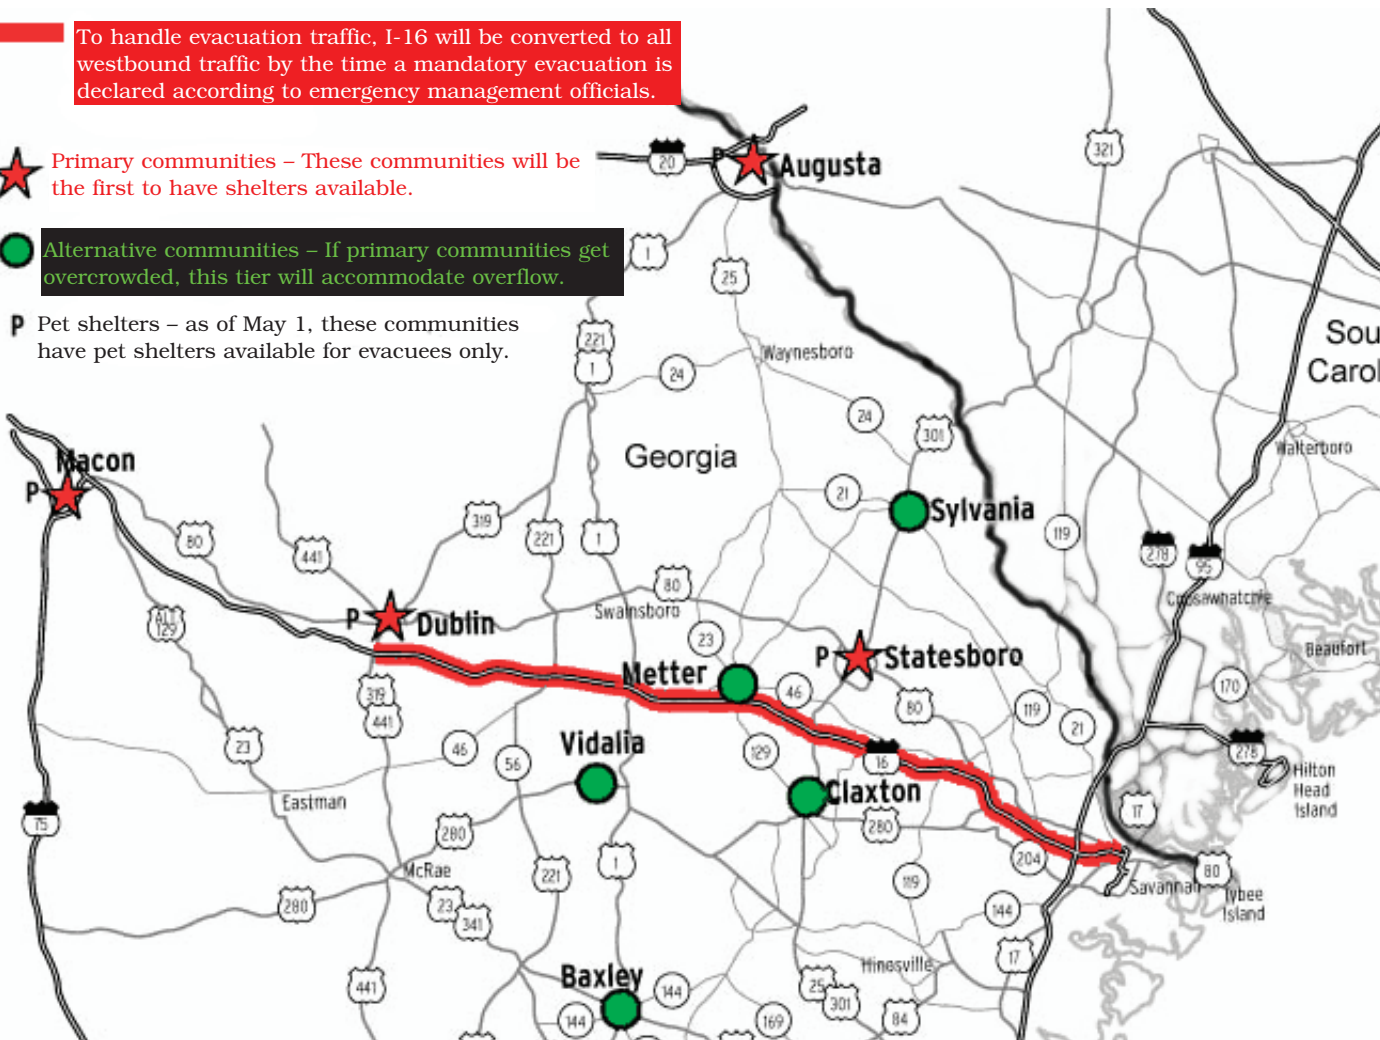 To handle evacuation traffic, I-16 will be converted to all
westbound traffic by the time a mandatory evacuation is
declared according to emergency management officials.
Primary communities – These communities will be
the first to have shelters available.
Alternative communities – If primary communities get
overcrowded, this tier will accommodate overflow.
P Pet shelters – as of May 1, these communities
have pet shelters available for evacuees only.
321
20
P
Augusta
1
25
221
1
Waynesboro
24
24
301
Sou
Carol
Georgia
Walterboro
Macon
P
21
Sylvania
319
80
441
221
1
119
278
95
80
Swainsboro
Coosawhatchie
ALT
129
P
Dublin
23
P
Statesboro
Beaufort
319
441
Metter
46
80
119
170
21
23
46
56
Vidalia
129
16
278
Hilton
Head
Island
Eastman
Claxton
17
75
280
280
McRae
1
204
221
119
80
Savannah
Tybee
Island
280
23
341
144
17
Hinesville
441
Baxley
144
25
301
144
169
84